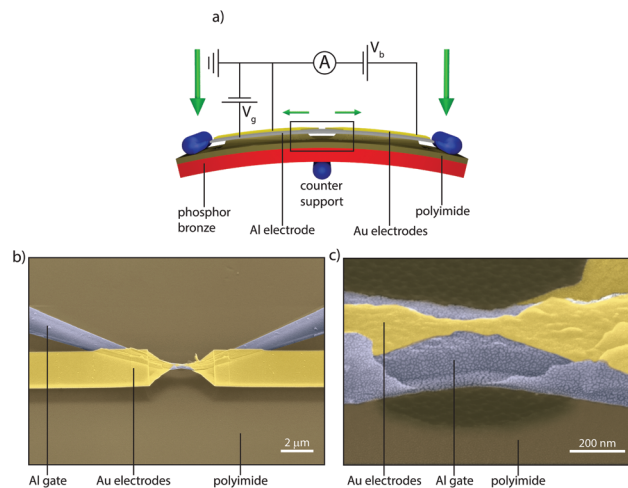 a)
A
V_b
V_g
counter
support
phosphor
bronze
Al electrode
Au electrodes
polyimide
b)
c)
2 μm
200 nm
Al gate
Au electrodes
polyimide
Au electrodes
Al gate
polyimide